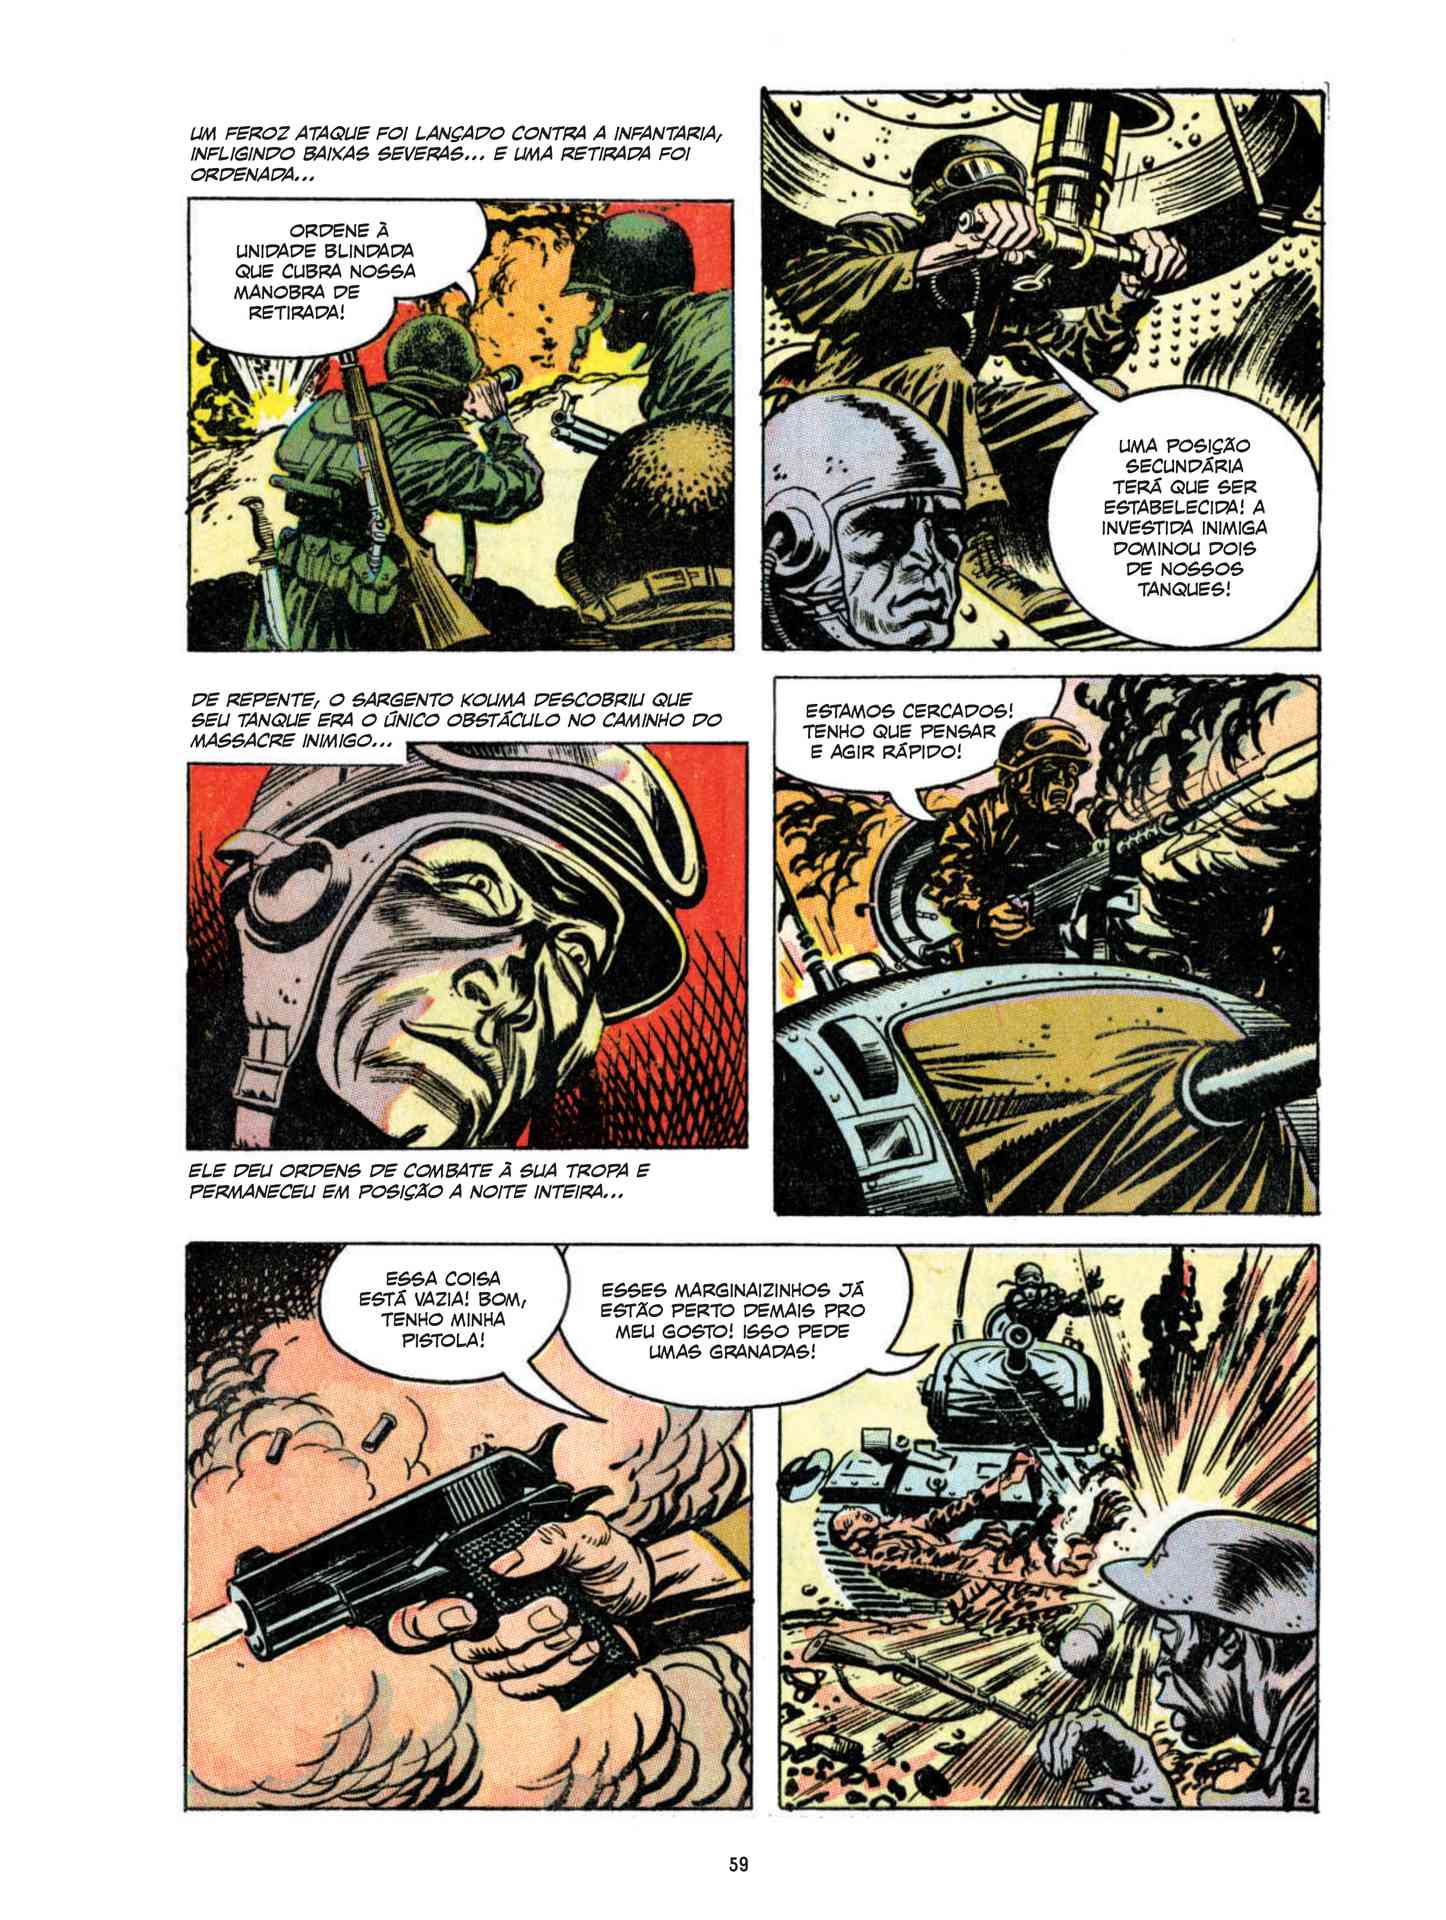 UM FEROZ ATAQUE FOI LANÇADO CONTRA A INFANTARIA,
INFLIGINDO BAIXAS SEVERAS... E UMA RETIRADA FOI
ORDENADA...
ORDENE À
UNIDADE BLINDADA
QUE CUBRA NOSSA
MANOBRA DE
RETIRADA!
UMA POSIÇÃO
SECUNDÁRIA
TERÁ QUE SER
ESTABELECIDA! A
INVESTIDA INIMIGA
DOMINOU DOIS
DE NOSSOS
TANQUES!
DE REPENTE, O SARGENTO KOUMA DESCOBRIU QUE
SEU TANQUE ERA O ÚNICO OBSTÁCULO NO CAMINHO DO
MASSACRE INIMIGO...
ELE DEU ORDENS DE COMBATE À SUA TROPA E
PERMANECEU EM POSIÇÃO A NOITE INTEIRA...
ESTAMOS CERCADOS!
TENHO QUE PENSAR
E AGIR RÁPIDO!
ESSA COISA
ESTÁ VAZIA! BOM,
TENHO MINHA
PISTOLA!
ESSES MARGINAIZINHOS JÁ
ESTÃO PERTO DEMAIS PRO
MEU GOSTO! ISSO PEDE
UMAS GRANADAS!
2
59